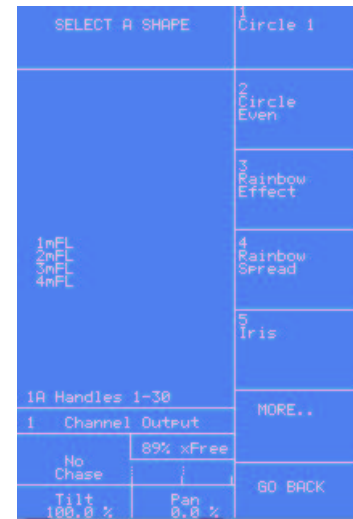 SELECT A SHAPE
1
Circle 1
2
Circle
Even
3
Rainbow
Effect
4
Rainbow
Spread
5
Iris
MORE..
GO BACK
1mFL
2mFL
3mFL
4mFL
1A Handles 1-30
1 Channel Output
89% xFree
No
Chase
Tilt
100.0 %
Pan
0.0 %